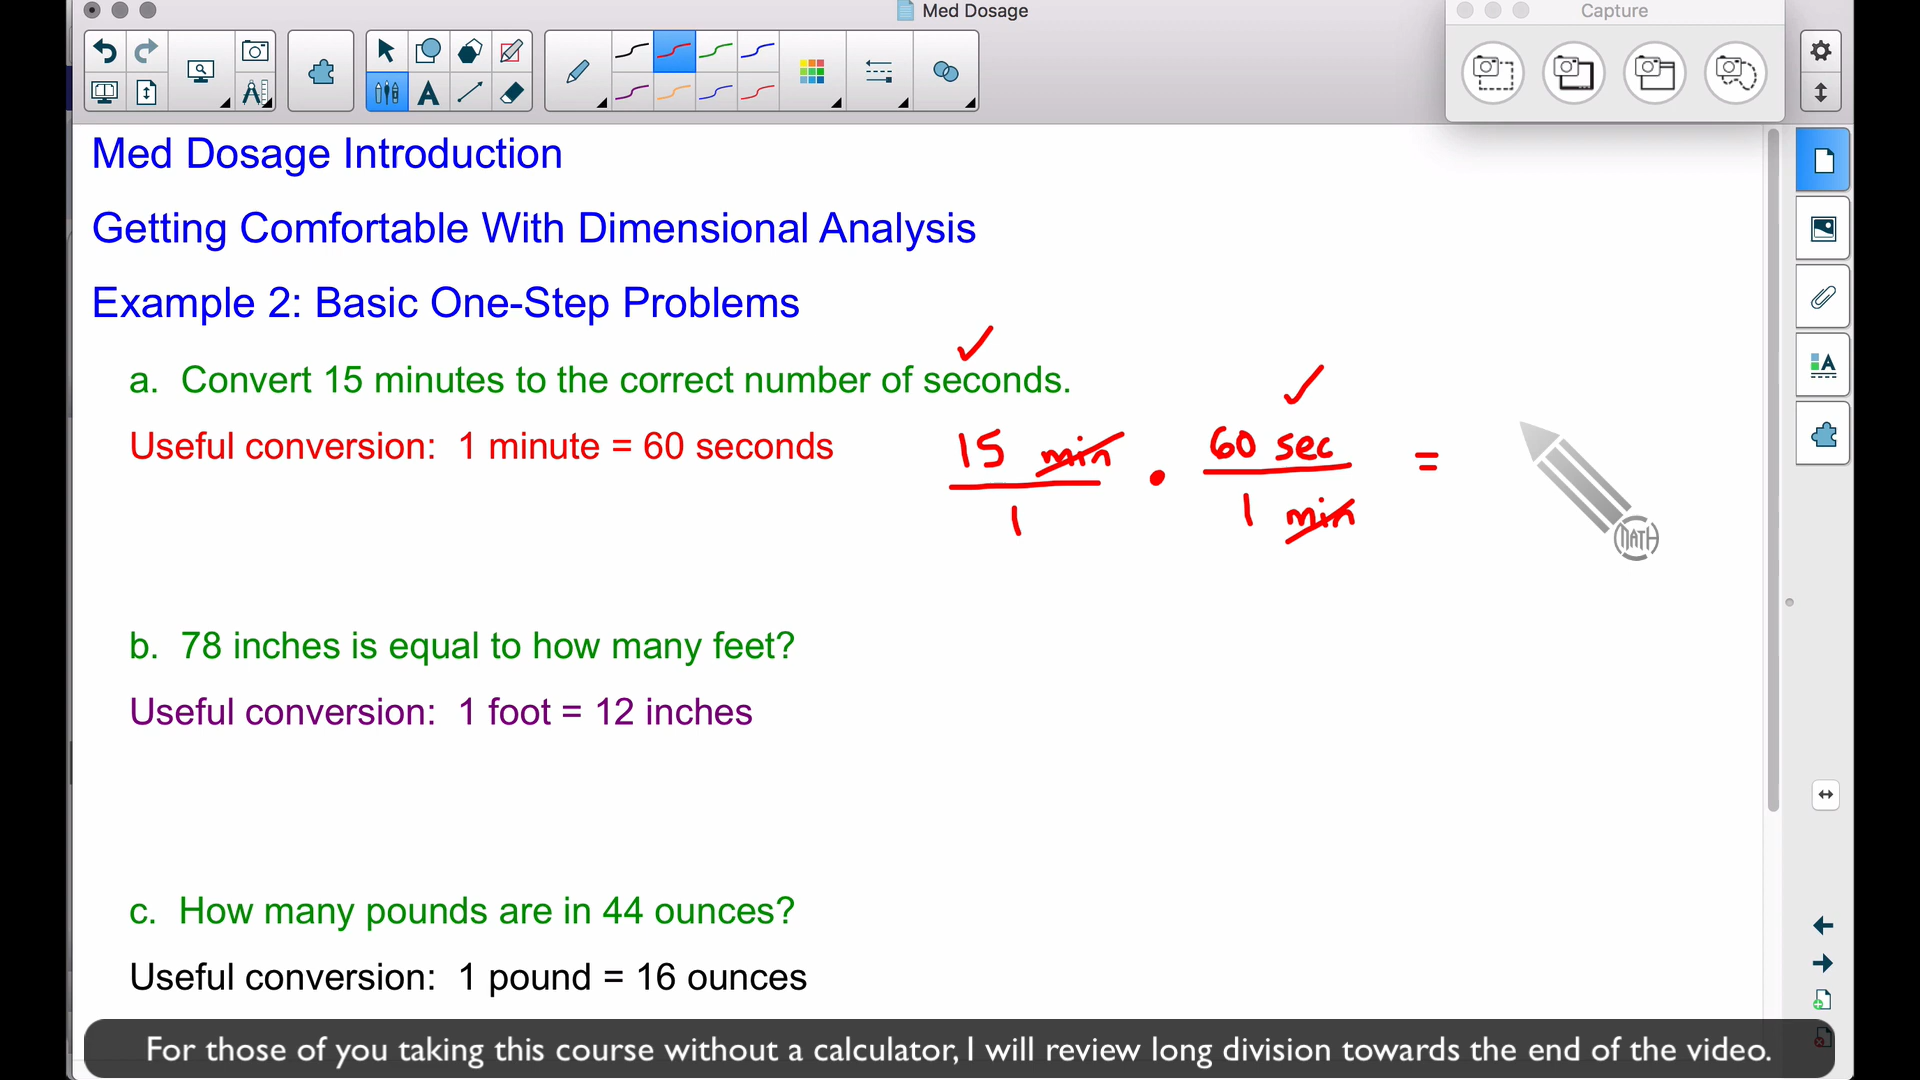 Med Dosage
Capture
Med Dosage Introduction
Getting Comfortable With Dimensional Analysis
Example 2: Basic One-Step Problems
a. Convert 15 minutes to the correct number of seconds.
Useful conversion: 1 minute = 60 seconds
15 min / 1 · 60 sec / 1 min =
MATH
b. 78 inches is equal to how many feet?
Useful conversion: 1 foot = 12 inches
c. How many pounds are in 44 ounces?
Useful conversion: 1 pound = 16 ounces
For those of you taking this course without a calculator, I will review long division towards the end of the video.